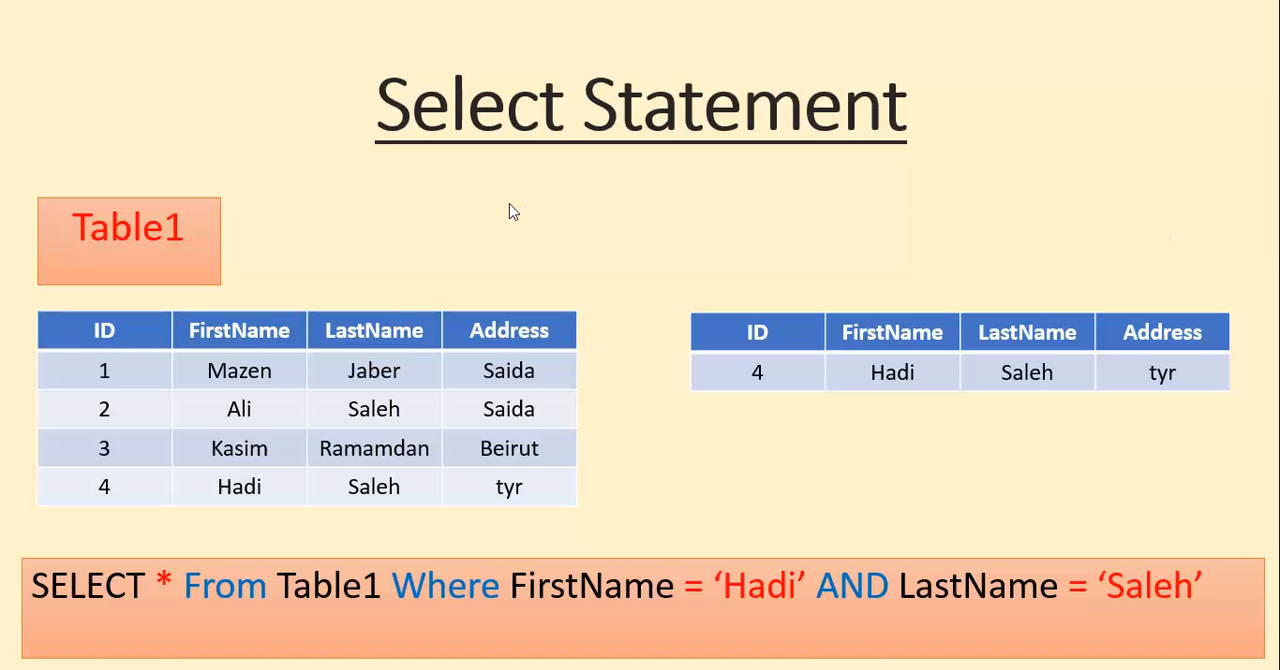 Select Statement
Table1
ID FirstName LastName Address
1 Mazen Jaber Saida
2 Ali Saleh Saida
3 Kasim Ramamdan Beirut
4 Hadi Saleh tyr
ID FirstName LastName Address
4 Hadi Saleh tyr
SELECT * From Table1 Where FirstName = ‘Hadi’ AND LastName = ‘Saleh’